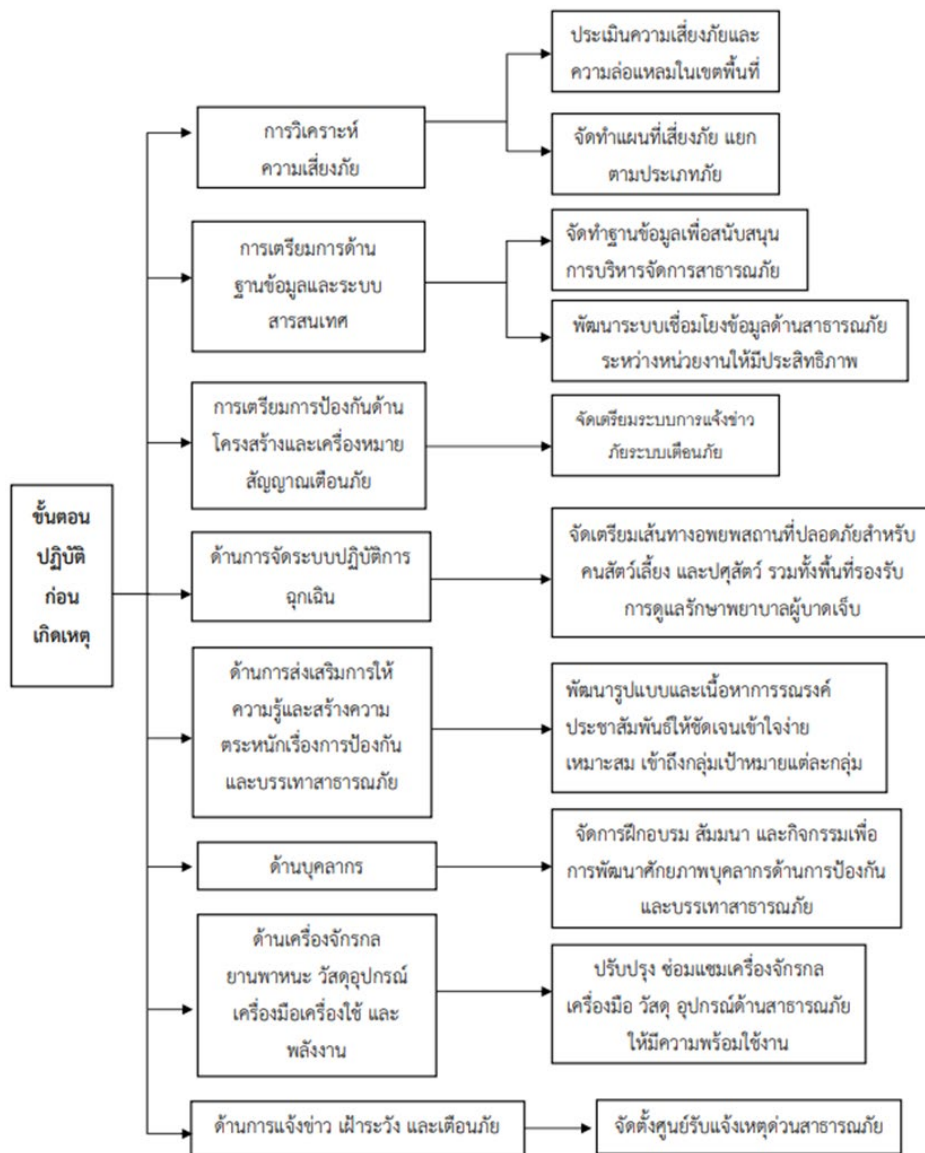 ขั้นตอน
ปฏิบัติ
ก่อน
เกิดเหตุ
การวิเคราะห์
ความเสี่ยงภัย
ประเมินความเสี่ยงภัยและ
ความล่อแหลมในเขตพื้นที่
จัดทำแผนที่เสี่ยงภัย แยก
ตามประเภทภัย
การเตรียมการด้าน
ฐานข้อมูลและระบบ
สารสนเทศ
จัดทำฐานข้อมูลเพื่อสนับสนุน
การบริหารจัดการสาธารณภัย
พัฒนาระบบเชื่อมโยงข้อมูลด้านสาธารณภัย
ระหว่างหน่วยงานให้มีประสิทธิภาพ
การเตรียมการป้องกันด้าน
โครงสร้างและเครื่องหมาย
สัญญาณเตือนภัย
จัดเตรียมระบบการแจ้งข่าว
ภัยระบบเตือนภัย
ด้านการจัดระบบปฏิบัติการ
ฉุกเฉิน
จัดเตรียมเส้นทางอพยพสถานที่ปลอดภัยสำหรับ
คนสัตว์เลี้ยง และปศุสัตว์ รวมทั้งพื้นที่รองรับ
การดูแลรักษาพยาบาลผู้บาดเจ็บ
ด้านการส่งเสริมการให้
ความรู้และสร้างความ
ตระหนักเรื่องการป้องกัน
และบรรเทาสาธารณภัย
พัฒนารูปแบบและเนื้อหาการรณรงค์
ประชาสัมพันธ์ให้ชัดเจนเข้าใจง่าย
เหมาะสม เข้าถึงกลุ่มเป้าหมายแต่ละกลุ่ม
ด้านบุคลากร
จัดการฝึกอบรม สัมมนา และกิจกรรมเพื่อ
การพัฒนาศักยภาพบุคลากรด้านการป้องกัน
และบรรเทาสาธารณภัย
ด้านเครื่องจักรกล
ยานพาหนะ วัสดุอุปกรณ์
เครื่องมือเครื่องใช้ และ
พลังงาน
ปรับปรุง ซ่อมแซมเครื่องจักรกล
เครื่องมือ วัสดุ อุปกรณ์ด้านสาธารณภัย
ให้มีความพร้อมใช้งาน
ด้านการแจ้งข่าว เฝ้าระวัง และเตือนภัย
จัดตั้งศูนย์รับแจ้งเหตุด่วนสาธารณภัย